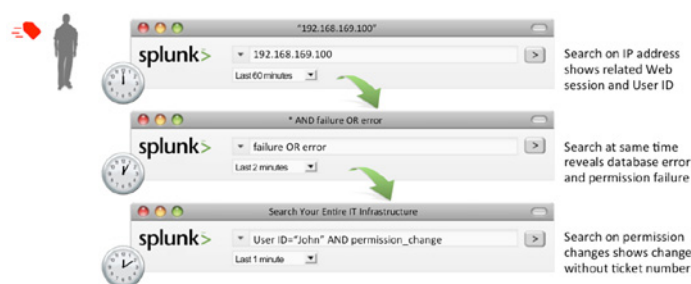 "192.168.169.100"
splunk>
192.168.169.100
>
Last 60 minutes
Search on IP address
shows related Web
session and User ID
* AND failure OR error
splunk>
failure OR error
>
Last 2 minutes
Search at same time
reveals database error
and permission failure
Search Your Entire IT Infrastructure
splunk>
User ID="John" AND permission_change
>
Last 1 minute
Search on permission
changes shows change
without ticket number